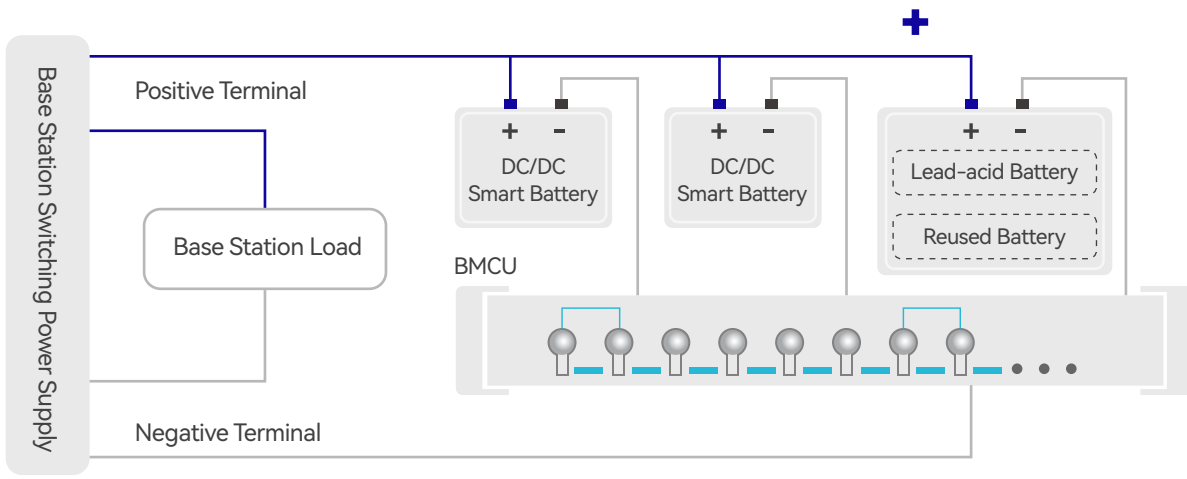 Base Station Switching Power Supply
Positive Terminal
+ -
DC/DC
Smart Battery
+ -
DC/DC
Smart Battery
+ -
Lead-acid Battery
Reused Battery
Base Station Load
BMCU
Negative Terminal